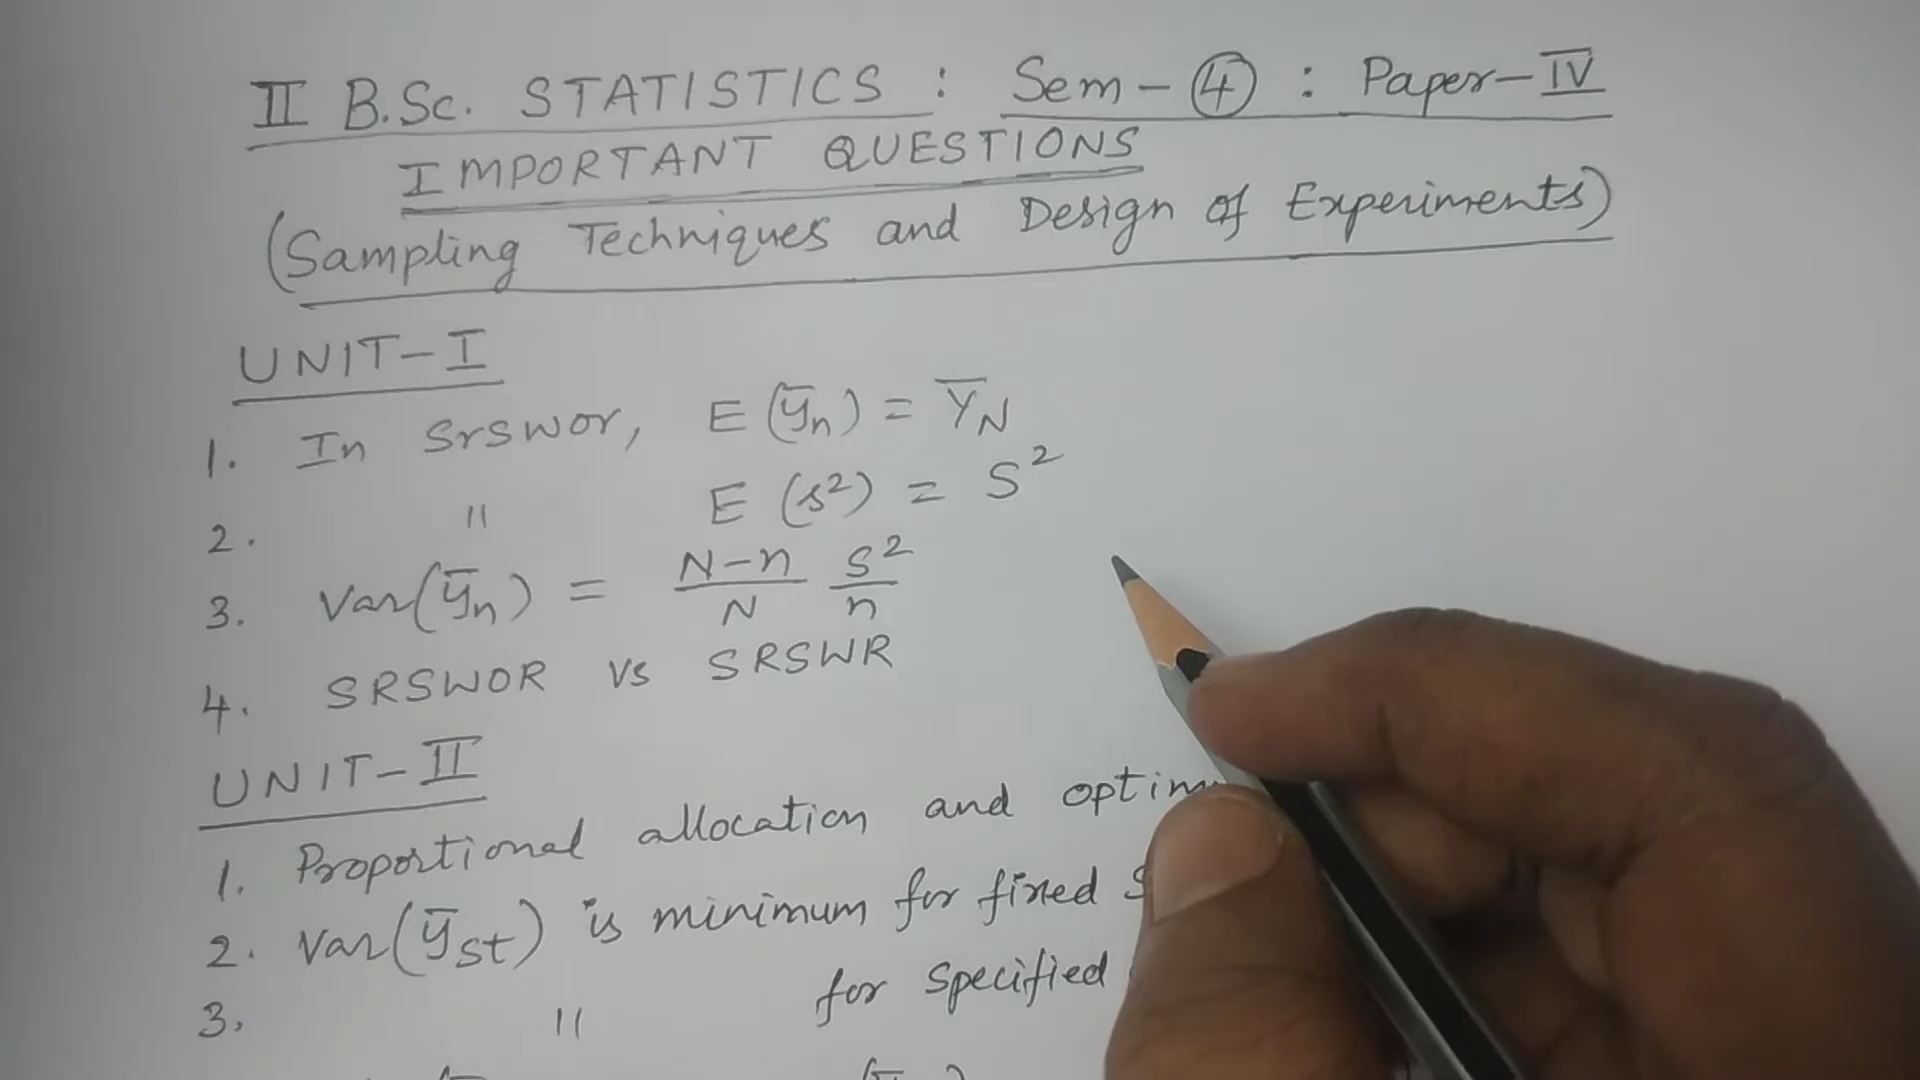 II B.Sc. STATISTICS : Sem-④ : Paper-IV
IMPORTANT QUESTIONS
(Sampling Techniques and Design of Experiments)
UNIT-I
1. In Srswor, E(ȳn) = ȲN
2. " E(s²) = S²
3. Var(ȳn) = N-n/N S²/n
4. SRSWOR vs SRSWR
UNIT-II
1. Proportional allocation and
2. Var(ȳst) is minimum for fixed
3. " for specified